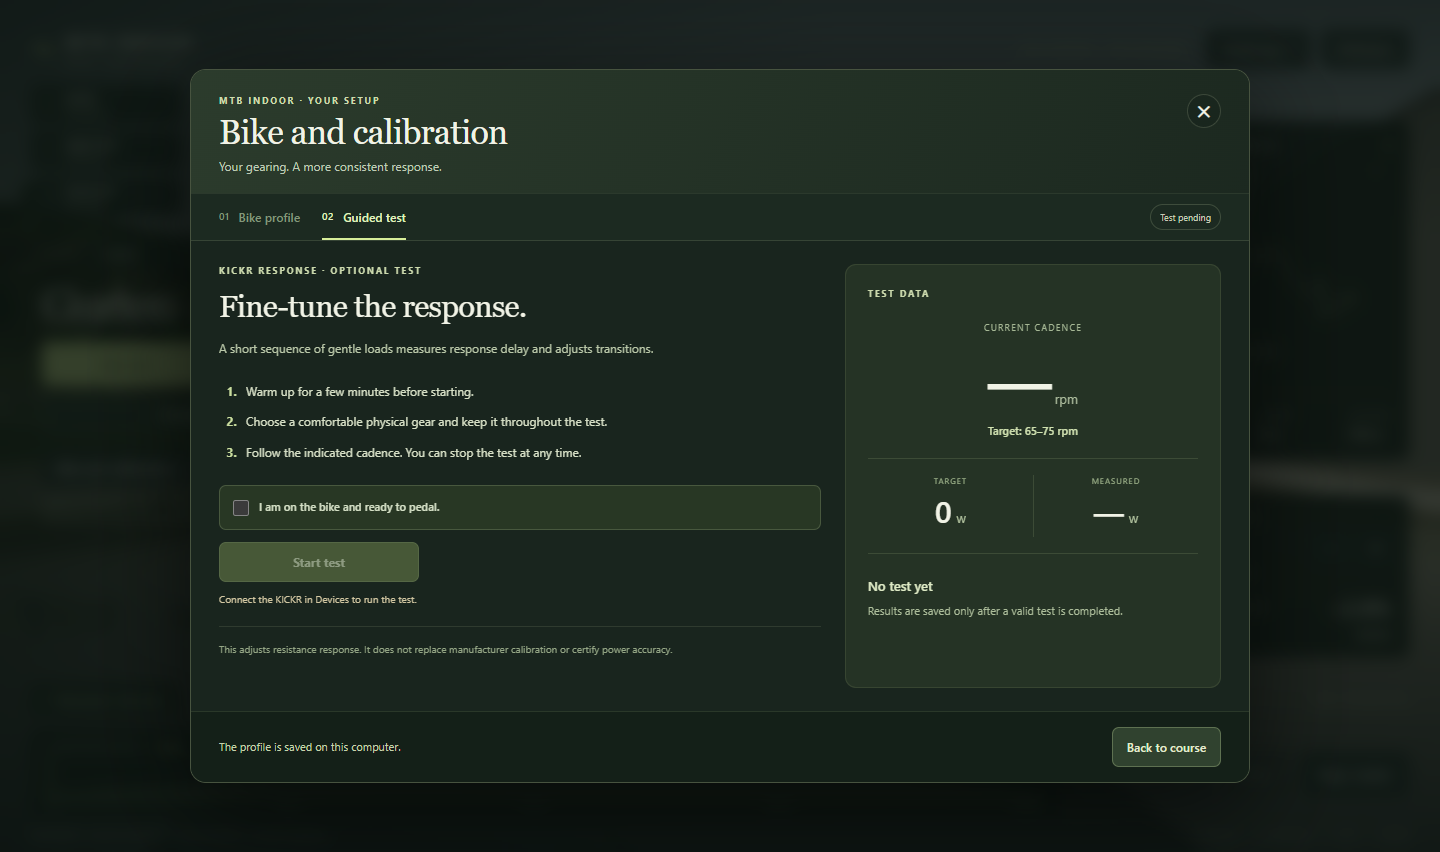 MTB INDOOR · YOUR SETUP
Bike and calibration
Your gearing. A more consistent response.
01 Bike profile 02 Guided test
Test pending
KICKR RESPONSE · OPTIONAL TEST
Fine-tune the response.
A short sequence of gentle loads measures response delay and adjusts transitions.
1. Warm up for a few minutes before starting.
2. Choose a comfortable physical gear and keep it throughout the test.
3. Follow the indicated cadence. You can stop the test at any time.
I am on the bike and ready to pedal.
Start test
Connect the KICKR in Devices to run the test.
This adjusts resistance response. It does not replace manufacturer calibration or certify power accuracy.
TEST DATA
CURRENT CADENCE
— rpm
Target: 65–75 rpm
TARGET
0 W
MEASURED
— W
No test yet
Results are saved only after a valid test is completed.
The profile is saved on this computer.
Back to course